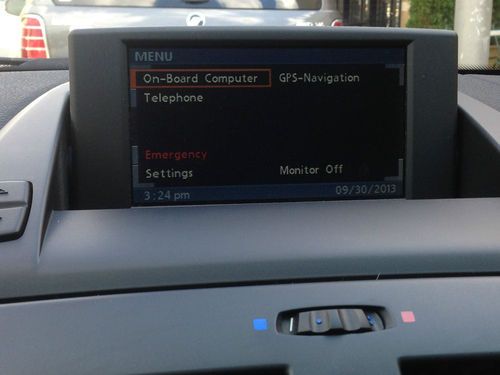 MENU
On-Board Computer GPS-Navigation
Telephone
Emergency
Settings Monitor Off
3:24 pm 09/30/2013